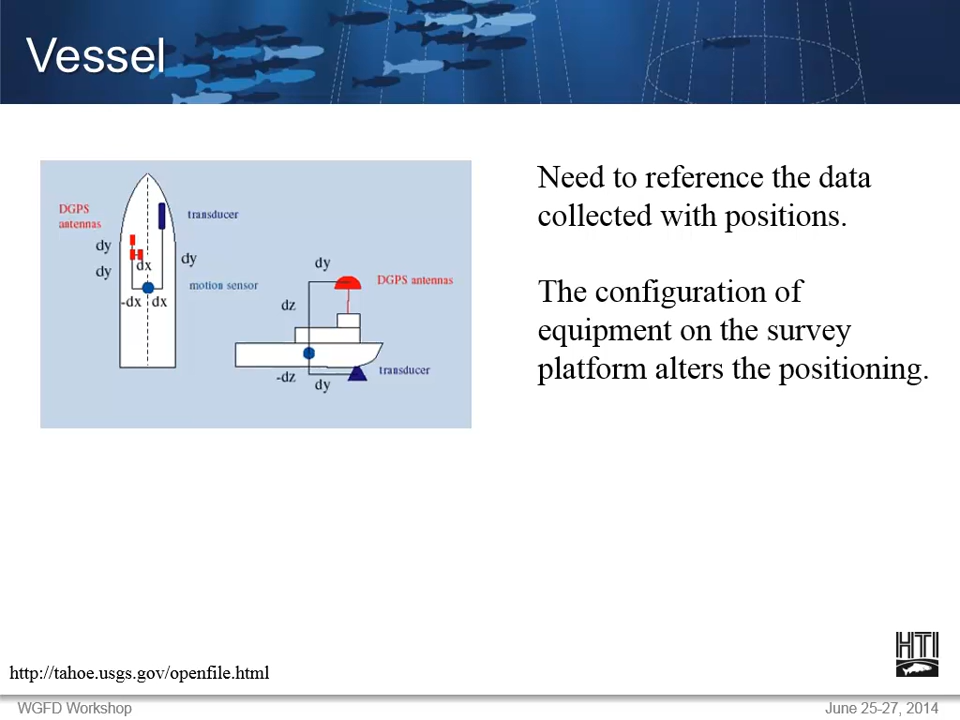 Vessel
DGPS
antennas
transducer
dy
dx
dy
dy
motion sensor
-dx
dx
dy
DGPS antennas
dz
transducer
-dz
dy
Need to reference the data
collected with positions.
The configuration of
equipment on the survey
platform alters the positioning.
HTI
http://tahoe.usgs.gov/openfile.html
WGFD Workshop
June 25-27, 2014